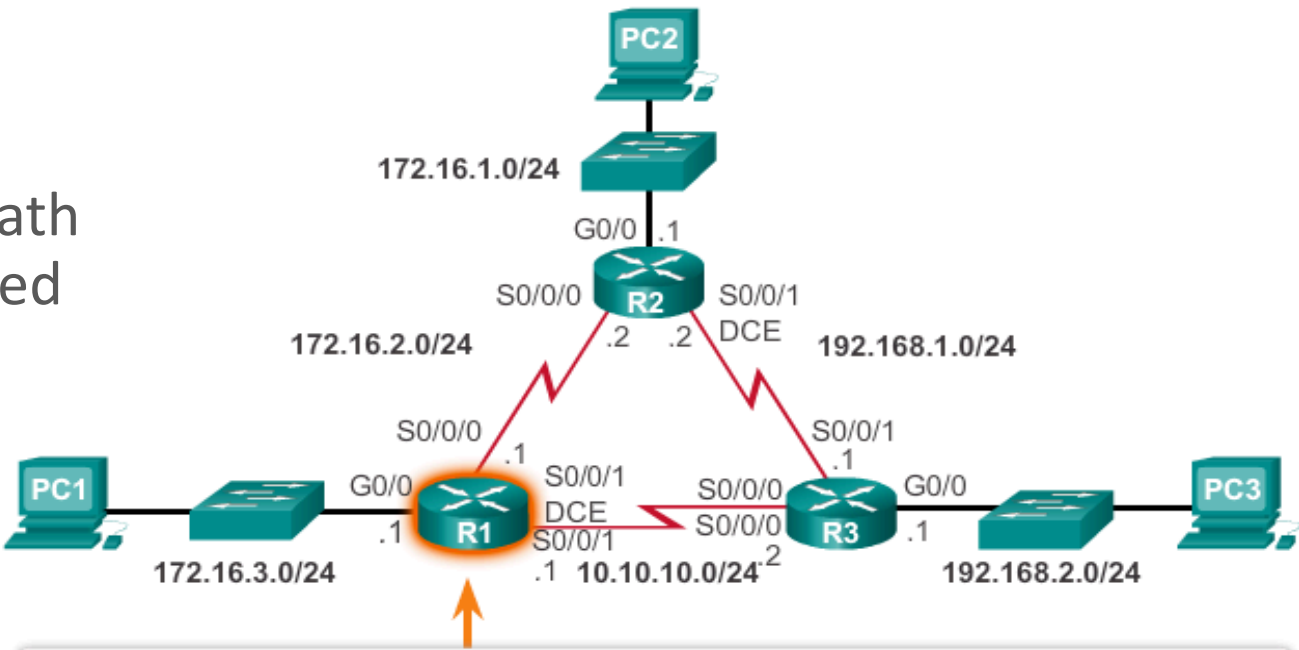 PC2
172.16.1.0/24
ath
ed
G0/0 .1
S0/0/0 R2 S0/0/1
.2 .2 DCE
172.16.2.0/24 192.168.1.0/24
S0/0/0 S0/0/1
.1 .1
PC1 G0/0 S0/0/1 S0/0/0 G0/0 PC3
.1 R1 DCE S0/0/0 R3 .1
S0/0/1 .2
172.16.3.0/24 .1 10.10.10.0/24 192.168.2.0/24